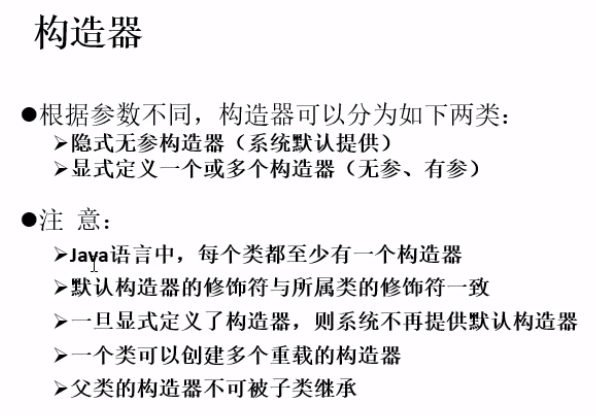 构造器
●根据参数不同，构造器可以分为如下两类：
➢隐式无参构造器（系统默认提供）
➢显式定义一个或多个构造器（无参、有参）
●注 意：
➢Java语言中，每个类都至少有一个构造器
➢默认构造器的修饰符与所属类的修饰符一致
➢一旦显式定义了构造器，则系统不再提供默认构造器
➢一个类可以创建多个重载的构造器
➢父类的构造器不可被子类继承